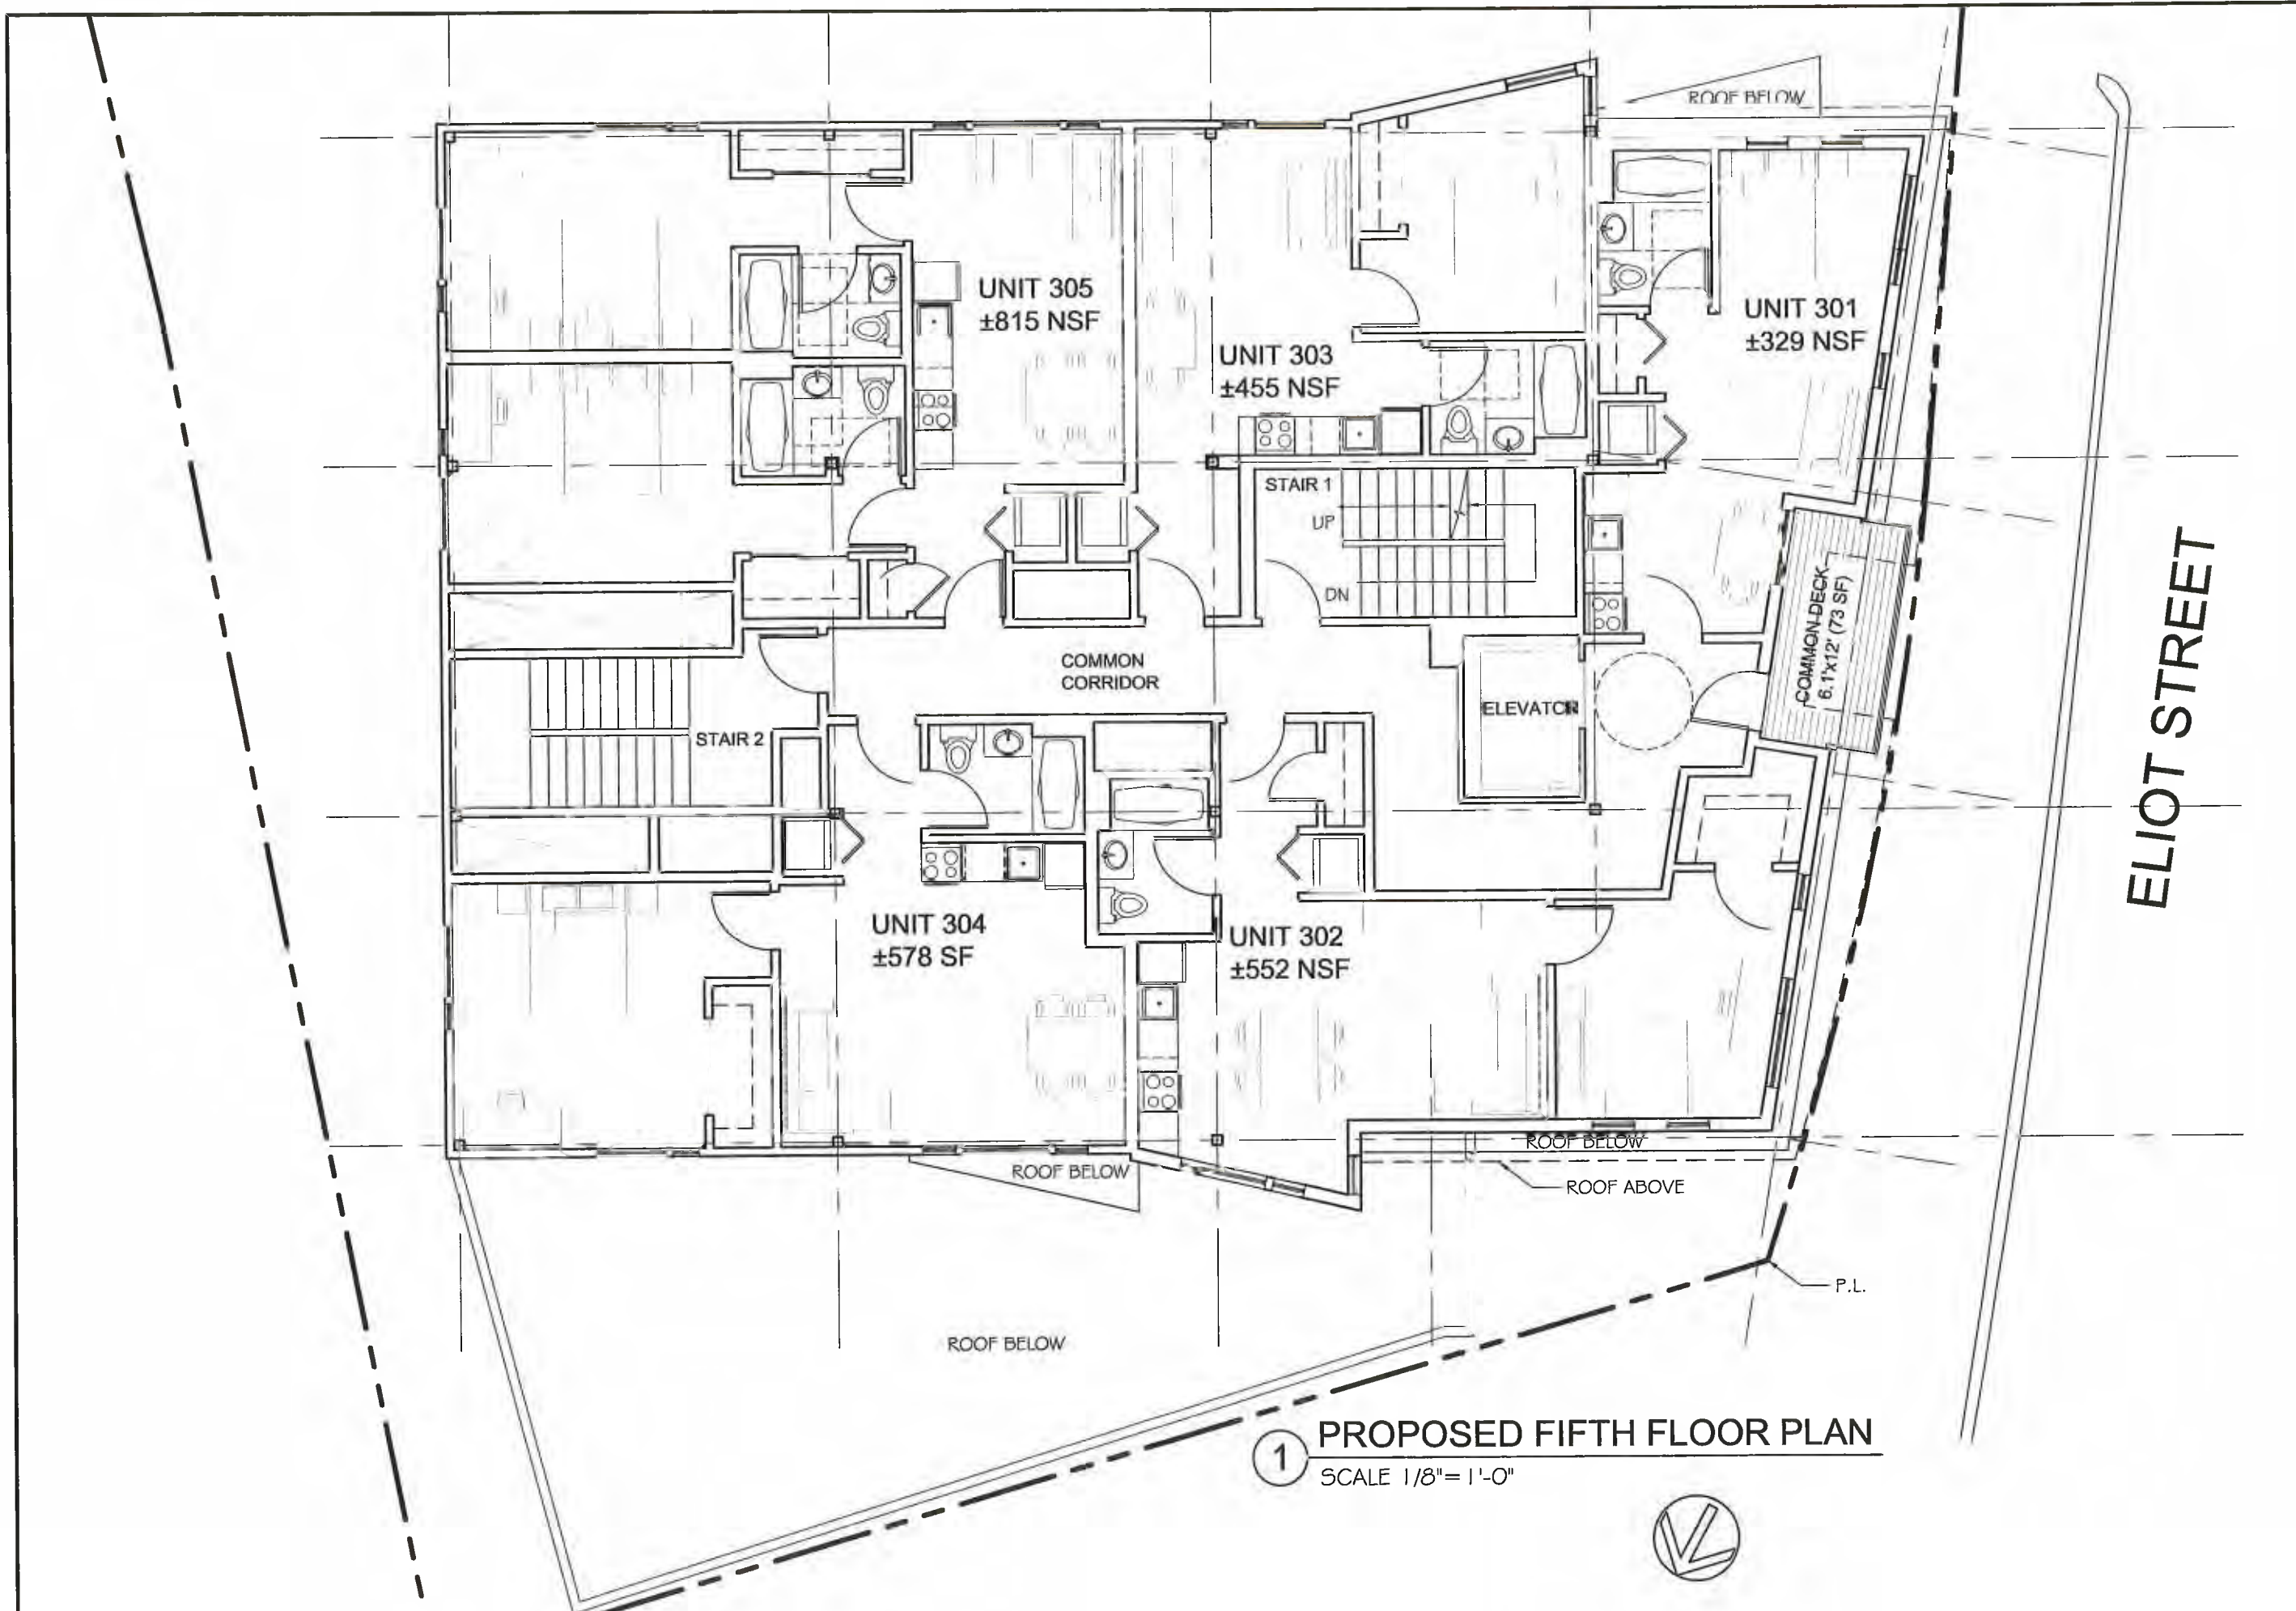 ROOF BELOW
UNIT 305
±815 NSF
UNIT 303
±455 NSF
UNIT 301
±329 NSF
STAIR 1
UP
DN
COMMON DECK
6.1'x12' (73 SF)
ELIOT STREET
COMMON
CORRIDOR
ELEVATOR
STAIR 2
UNIT 304
±578 SF
UNIT 302
±552 NSF
ROOF BELOW
ROOF BELOW
ROOF ABOVE
P.L.
ROOF BELOW
1 PROPOSED FIFTH FLOOR PLAN
SCALE 1/8"= 1'-0"